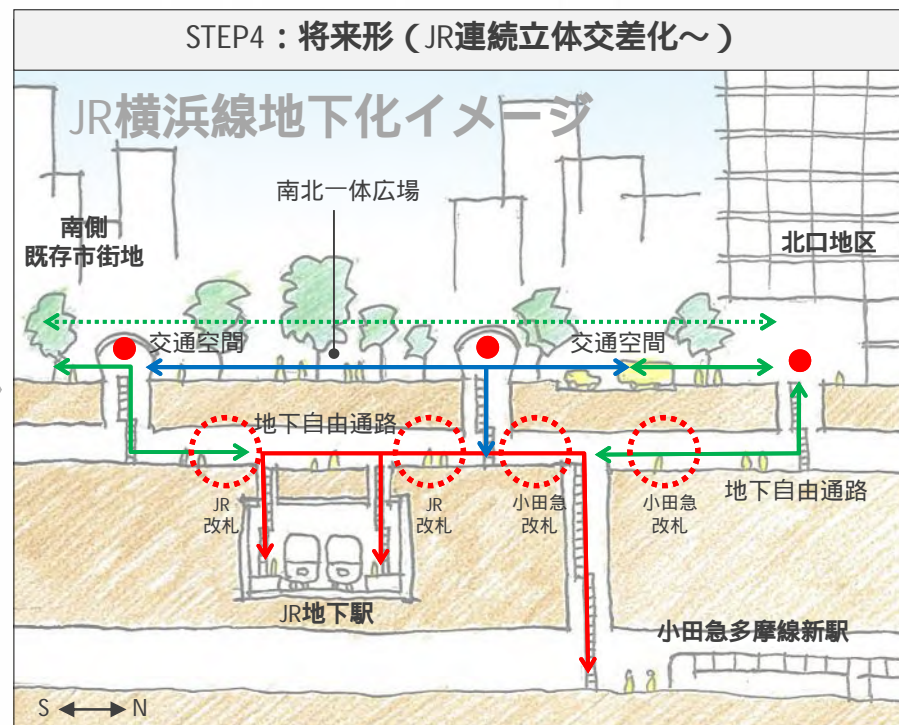 STEP4：将来形（JR連続立体交差化～）
JR横浜線地下化イメージ
南北一体広場
南側
既存市街地
北口地区
交通空間
交通空間
地下自由通路
JR
改札
JR
改札
小田急
改札
小田急
改札
地下自由通路
JR地下駅
小田急多摩線新駅
S
N